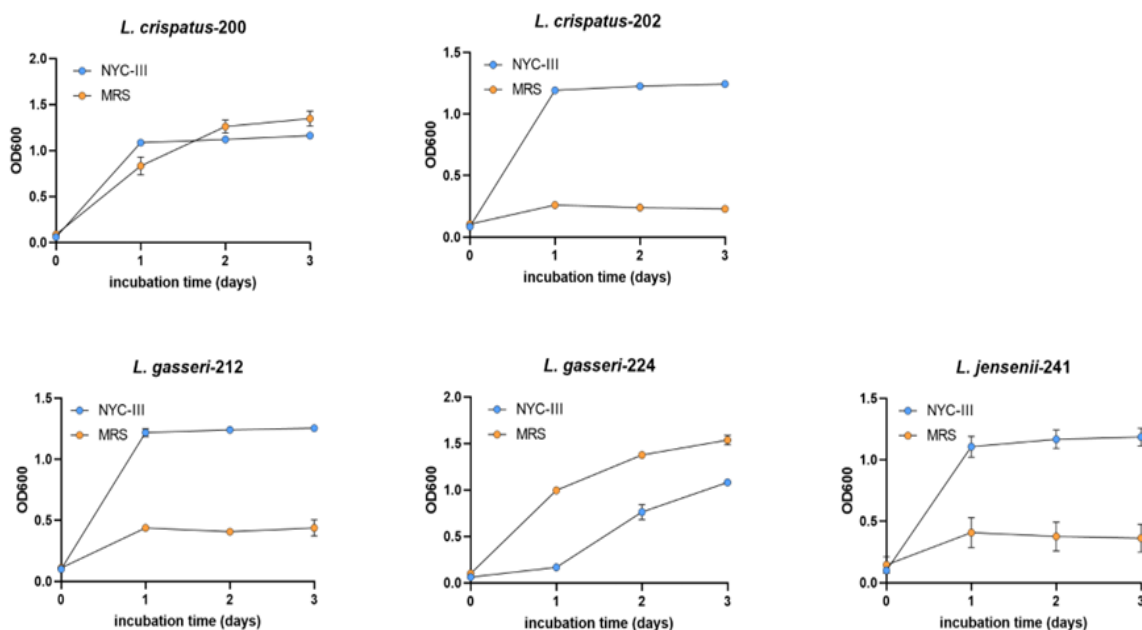 L. crispatus-200
2.0
1.5
1.0
0.5
0.0
OD600
NYC-III
MRS
0 1 2 3
incubation time (days)
L. crispatus-202
1.5
1.0
0.5
0.0
OD600
NYC-III
MRS
0 1 2 3
incubation time (days)
L. gasseri-212
1.5
1.0
0.5
0.0
OD600
NYC-III
MRS
0 1 2 3
incubation time (days)
L. gasseri-224
2.0
1.5
1.0
0.5
0.0
OD600
NYC-III
MRS
0 1 2 3
incubation time (days)
L. jensenii-241
1.5
1.0
0.5
0.0
OD600
NYC-III
MRS
0 1 2 3
incubation time (days)